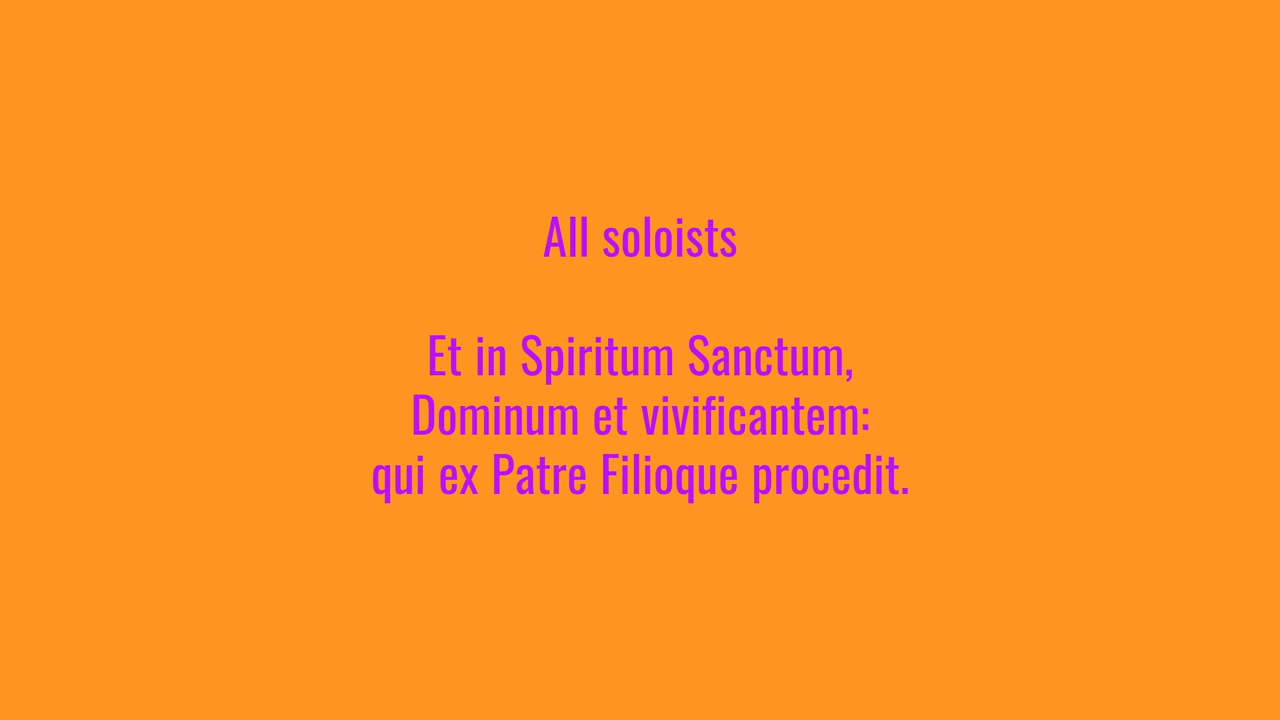 All soloists
Et in Spiritum Sanctum,
Dominum et vivificantem:
qui ex Patre Filioque procedit.